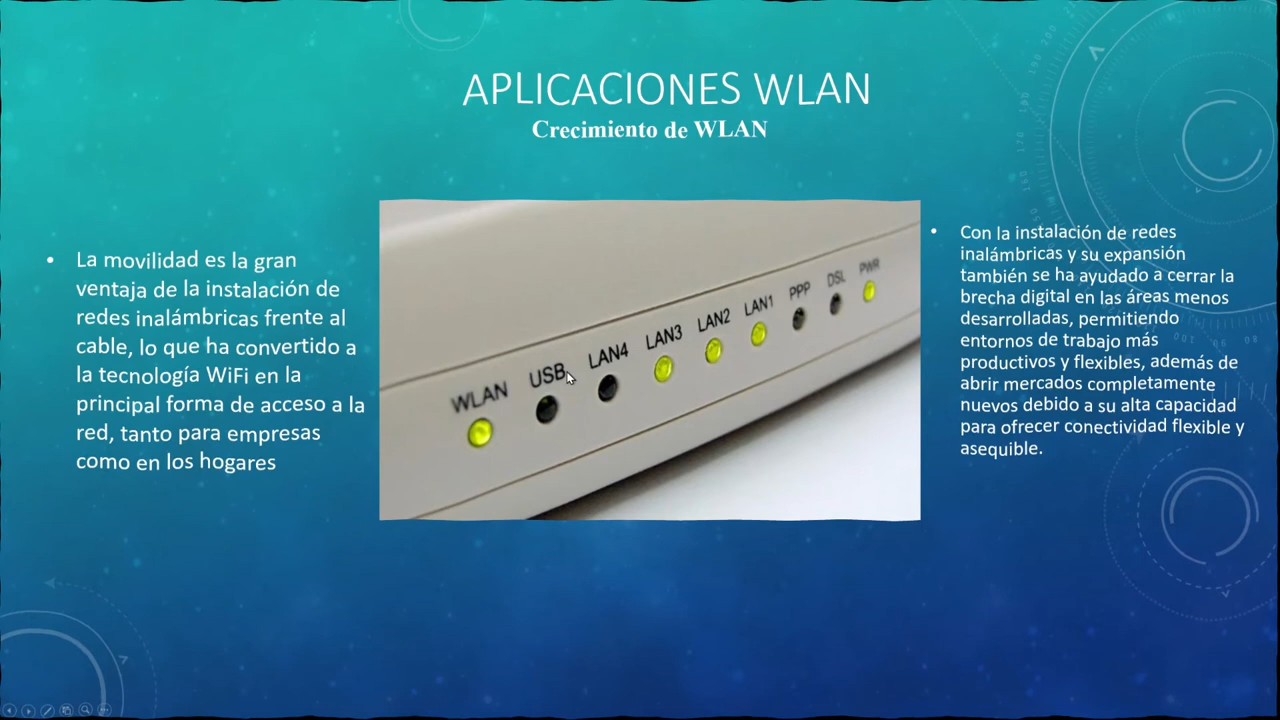 APLICACIONES WLAN
Crecimiento de WLAN
• La movilidad es la gran
ventaja de la instalación de
redes inalámbricas frente al
cable, lo que ha convertido a
la tecnología WiFi en la
principal forma de acceso a la
red, tanto para empresas
como en los hogares
WLAN USB LAN4 LAN3 LAN2 LAN1 PPP DSL PWR
• Con la instalación de redes
inalámbricas y su expansión
también se ha ayudado a cerrar la
brecha digital en las áreas menos
desarrolladas, permitiendo
entornos de trabajo más
productivos y flexibles, además de
abrir mercados completamente
nuevos debido a su alta capacidad
para ofrecer conectividad flexible y
asequible.